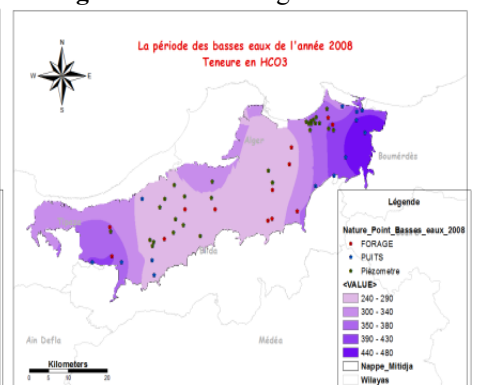 La période des basses eaux de l'année 2008
Teneure en HCO3
N
W
E
S
Alger
Boumérdès
Blida
Ain Defla
Médéa
Kilometers
0 5 10 20
Légende
Nature_Point_Basses_eaux_2008
FORAGE
PUITS
Piézometre
<VALUE>
240 - 290
300 - 340
350 - 380
390 - 430
440 - 480
Nappe_Mitidja
Wilayas